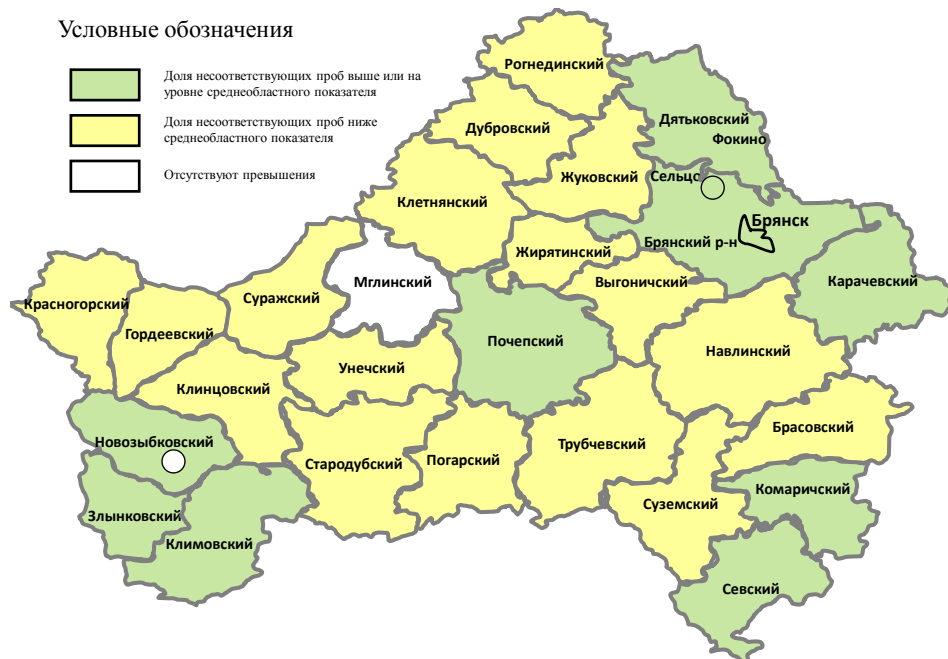 Условные обозначения
Доля несоответствующих проб выше или на
уровне среднеобластного показателя
Доля несоответствующих проб ниже
среднеобластного показателя
Отсутствуют превышения
Рогнединский
Дятьковский
Фокино
Дубровский
Жуковский
Сельцо
Клетнянский
Брянск
Брянский р-н
Жирятинский
Выгоничский
Карачевский
Мглинский
Суражский
Красногорский
Гордеевский
Почепский
Навлинский
Унечский
Клинцовский
Брасовский
Новозыбковский
Трубчевский
Погарский
Стародубский
Комаричский
Суземский
Злынковский
Климовский
Севский